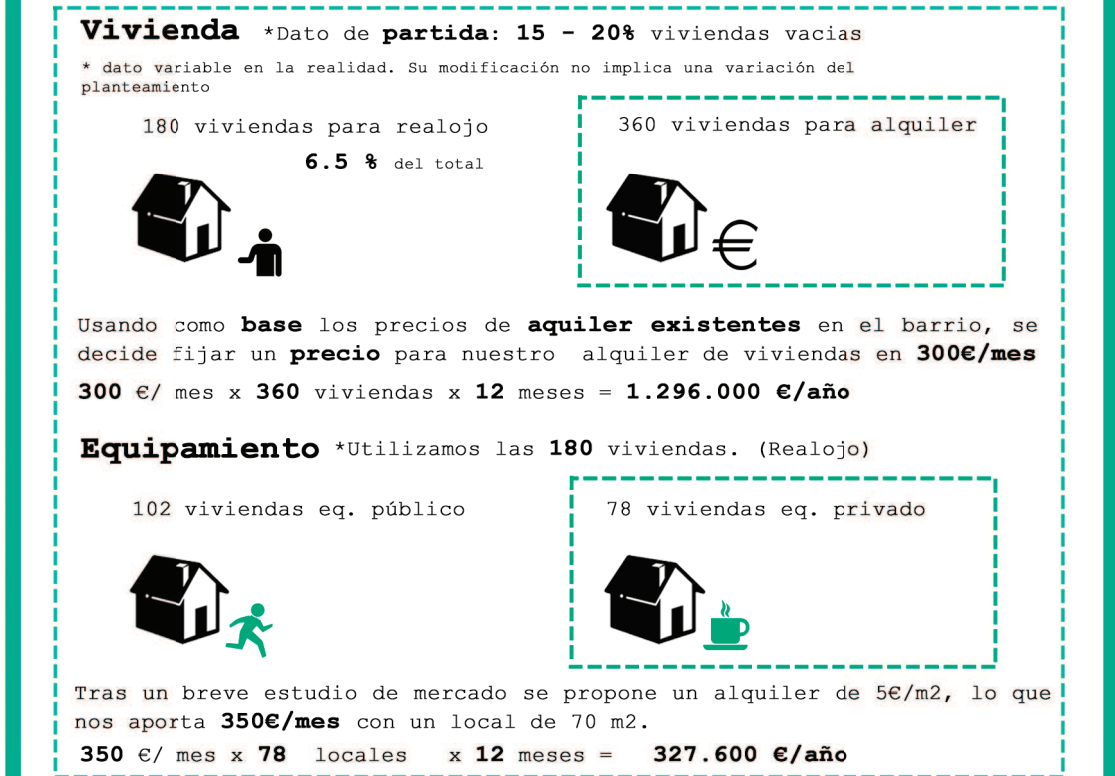 Vivienda *Dato de partida: 15 - 20% viviendas vacias
* dato variable en la realidad. Su modificación no implica una variación del
planteamiento
180 viviendas para realojo
6.5 % del total
360 viviendas para alquiler
€
Usando como base los precios de aquiler existentes en el barrio, se
decide fijar un precio para nuestro alquiler de viviendas en 300€/mes
300 €/ mes x 360 viviendas x 12 meses = 1.296.000 €/año
Equipamiento *Utilizamos las 180 viviendas. (Realojo)
102 viviendas eq. público
78 viviendas eq. privado
Tras un breve estudio de mercado se propone un alquiler de 5€/m2, lo que
nos aporta 350€/mes con un local de 70 m2.
350 €/ mes x 78 locales x 12 meses = 327.600 €/año